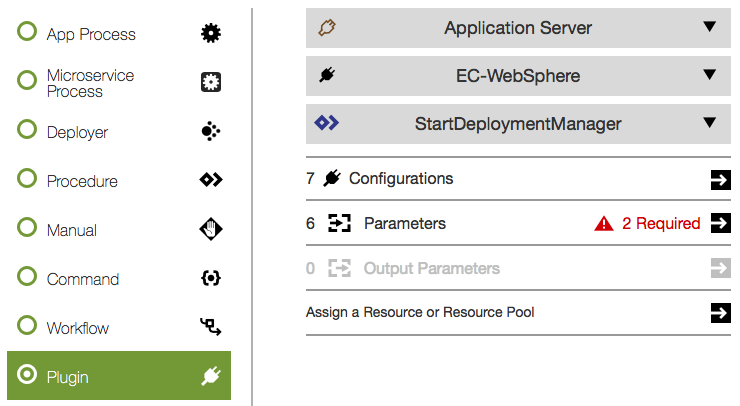 App Process
Microservice
Process
Deployer
Procedure
Manual
Command
Workflow
Plugin
Application Server
EC-WebSphere
StartDeploymentManager
7 Configurations
6 Parameters 2 Required
0 Output Parameters
Assign a Resource or Resource Pool